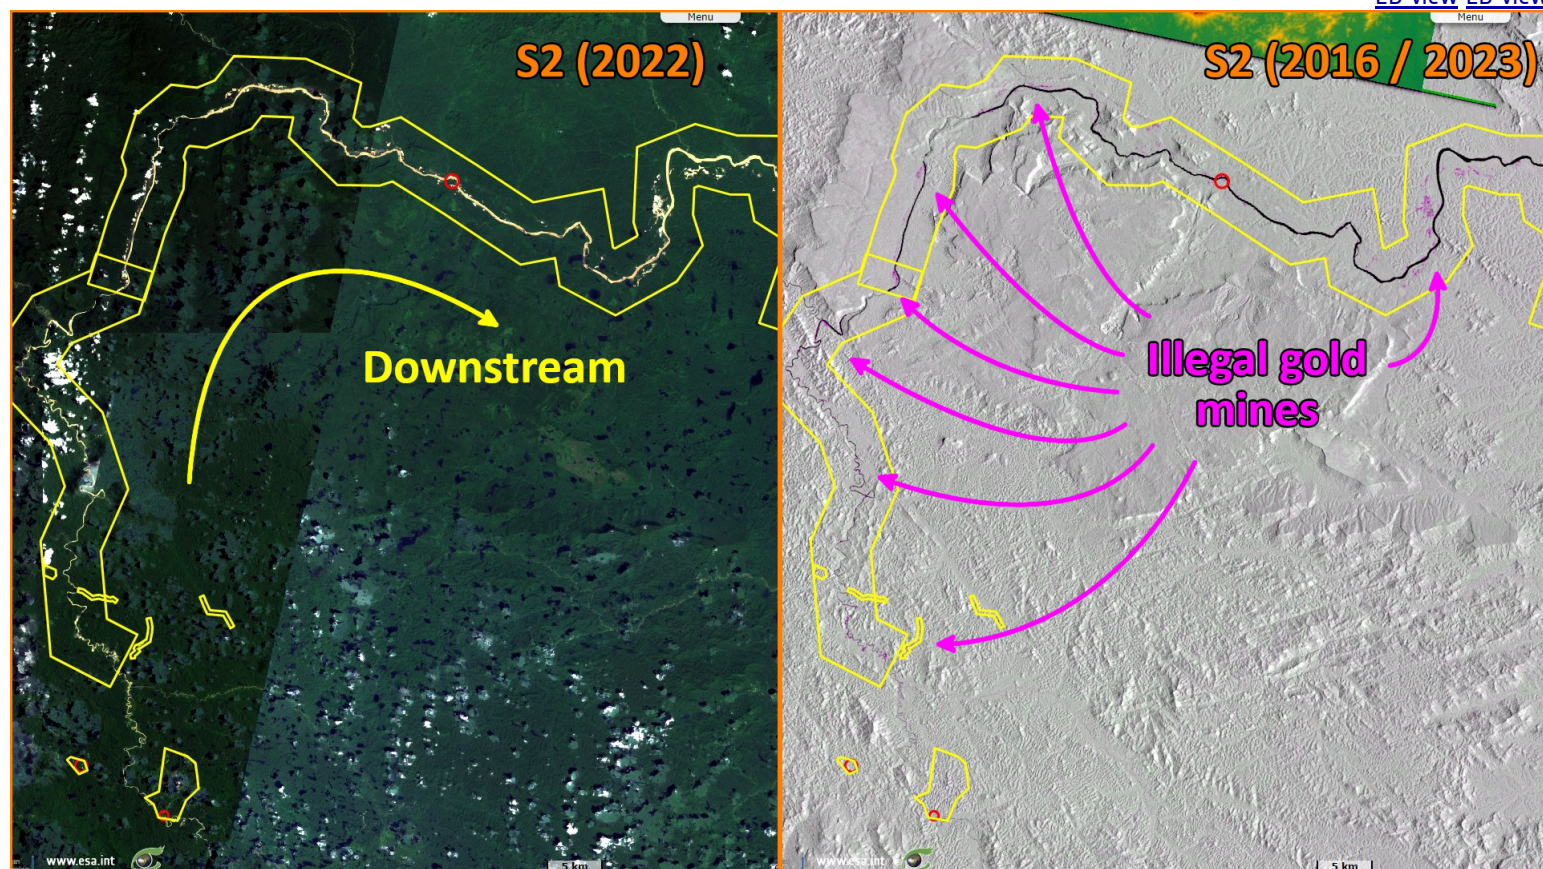 Menu
S2 (2022)
Downstream
www.esa.int
5 km
Menu
S2 (2016 / 2023)
Illegal gold
mines
www.esa.int
5 km